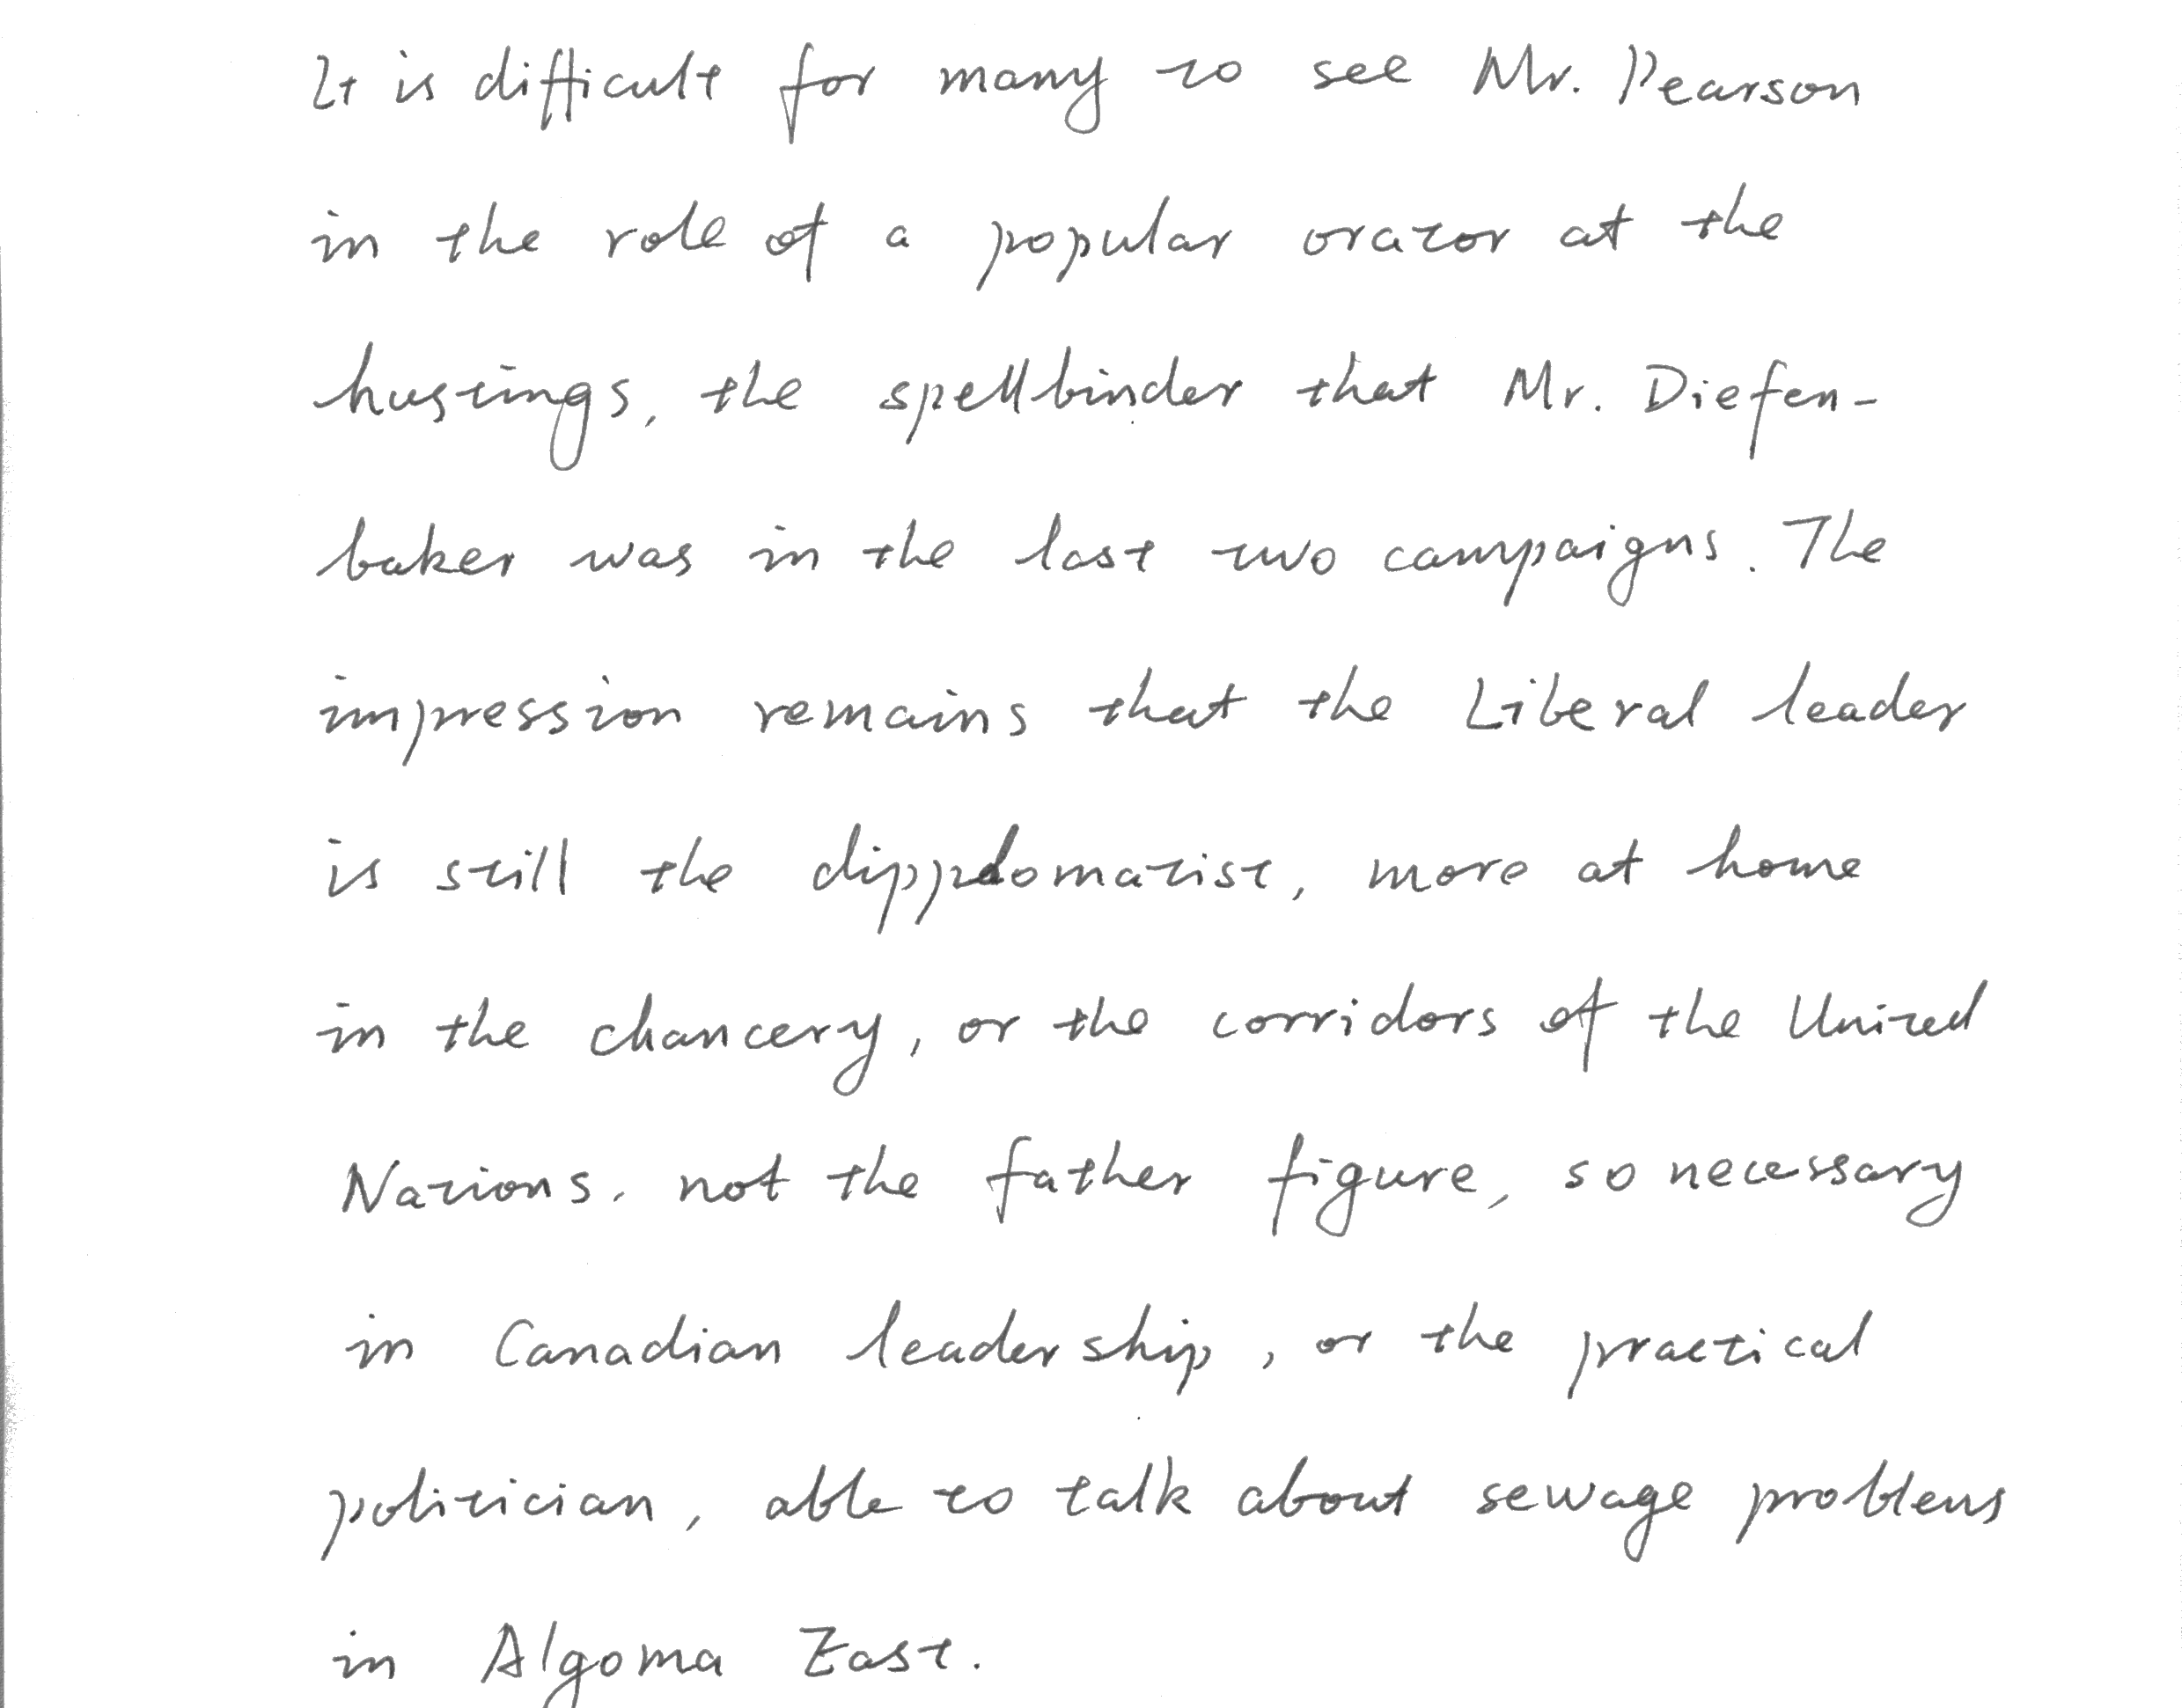 It is difficult for many to see Mr. Pearson
in the role of a popular orator at the
hustings, the spellbinder that Mr. Diefen-
baker was in the last two campaigns. The
impression remains that the Liberal leader
is still the dipplomatist, more at home
in the chancery, or the corridors of the United
Nations, not the father figure, so necessary
in Canadian leadership, or the practical
politician, able to talk about sewage problems
in Algoma East.